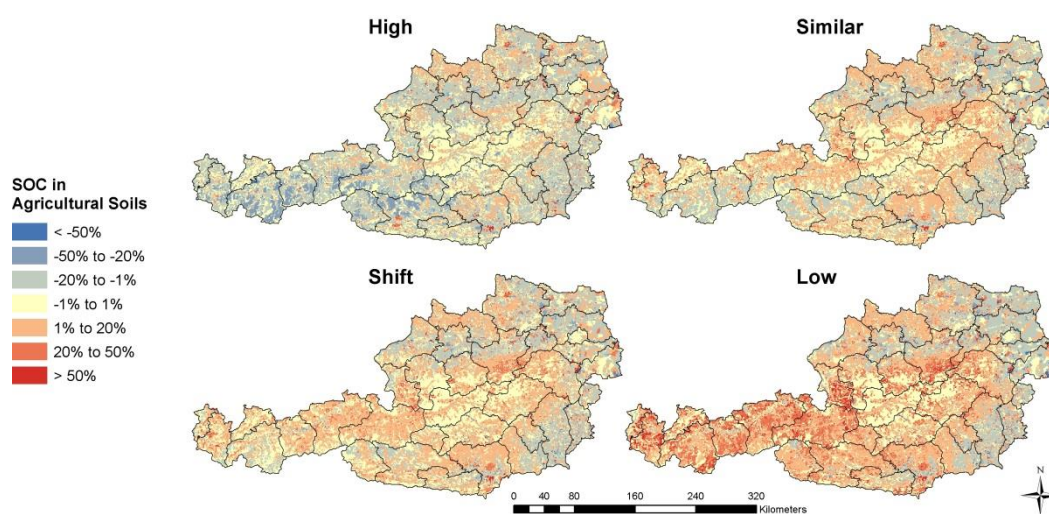 High
Similar
SOC in
Agricultural Soils
< -50%
-50% to -20%
-20% to -1%
-1% to 1%
1% to 20%
20% to 50%
> 50%
Shift
Low
0 20 40 80 160 240 320
Kilometers
N